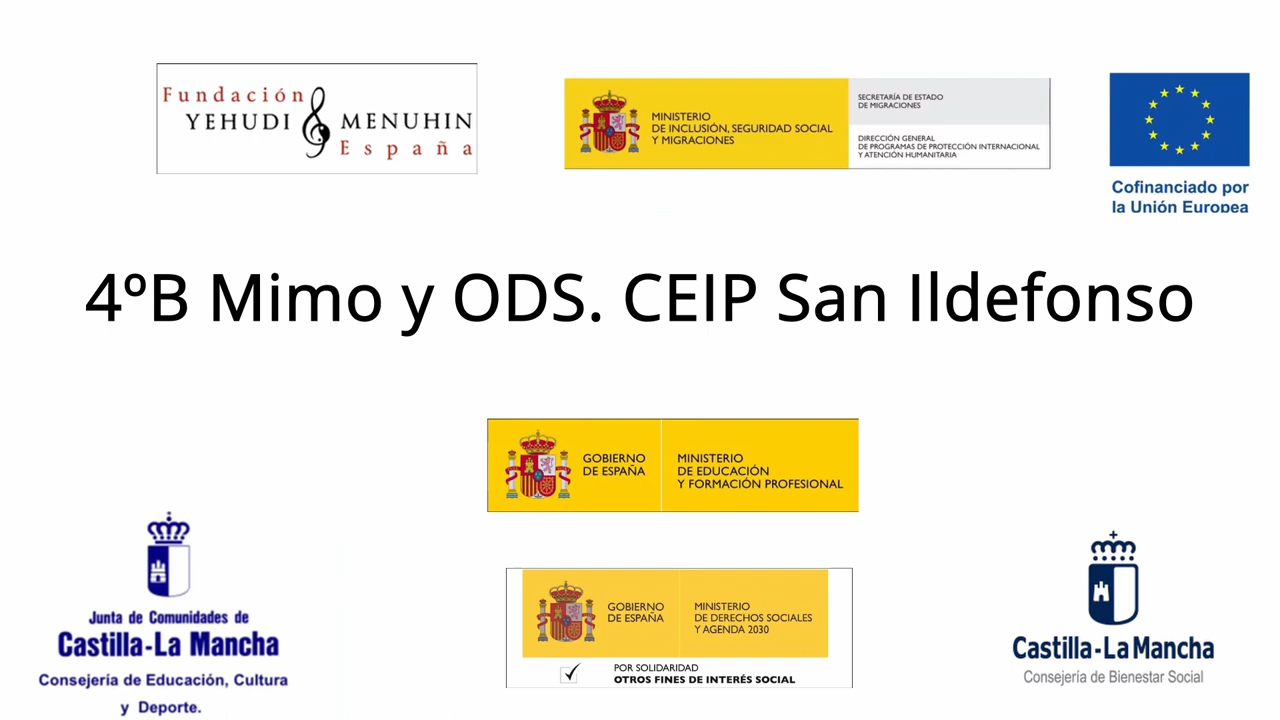 Fundación
YEHUDI MENUHIN
España
MINISTERIO
DE INCLUSIÓN, SEGURIDAD SOCIAL
Y MIGRACIONES
SECRETARÍA DE ESTADO
DE MIGRACIONES
DIRECCIÓN GENERAL
DE PROGRAMAS DE PROTECCIÓN INTERNACIONAL
Y ATENCIÓN HUMANITARIA
Cofinanciado por
la Unión Europea
4ºB Mimo y ODS. CEIP San Ildefonso
GOBIERNO
DE ESPAÑA
MINISTERIO
DE EDUCACIÓN
Y FORMACIÓN PROFESIONAL
Junta de Comunidades de
Castilla-La Mancha
Consejería de Educación, Cultura
y Deporte.
GOBIERNO
DE ESPAÑA
MINISTERIO
DE DERECHOS SOCIALES
Y AGENDA 2030
POR SOLIDARIDAD
OTROS FINES DE INTERÉS SOCIAL
Castilla-La Mancha
Consejería de Bienestar Social